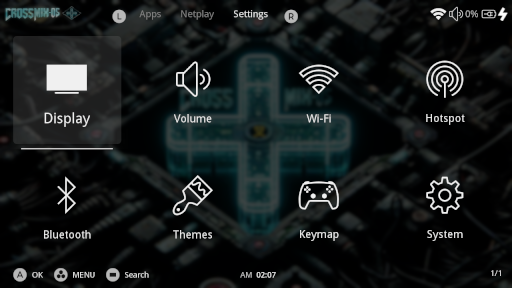 CROSSMIX-OS
L Apps Netplay Settings R 0%
Display Volume Wi-Fi Hotspot
Bluetooth Themes Keymap System
A OK MENU Search AM 02:07 1/1